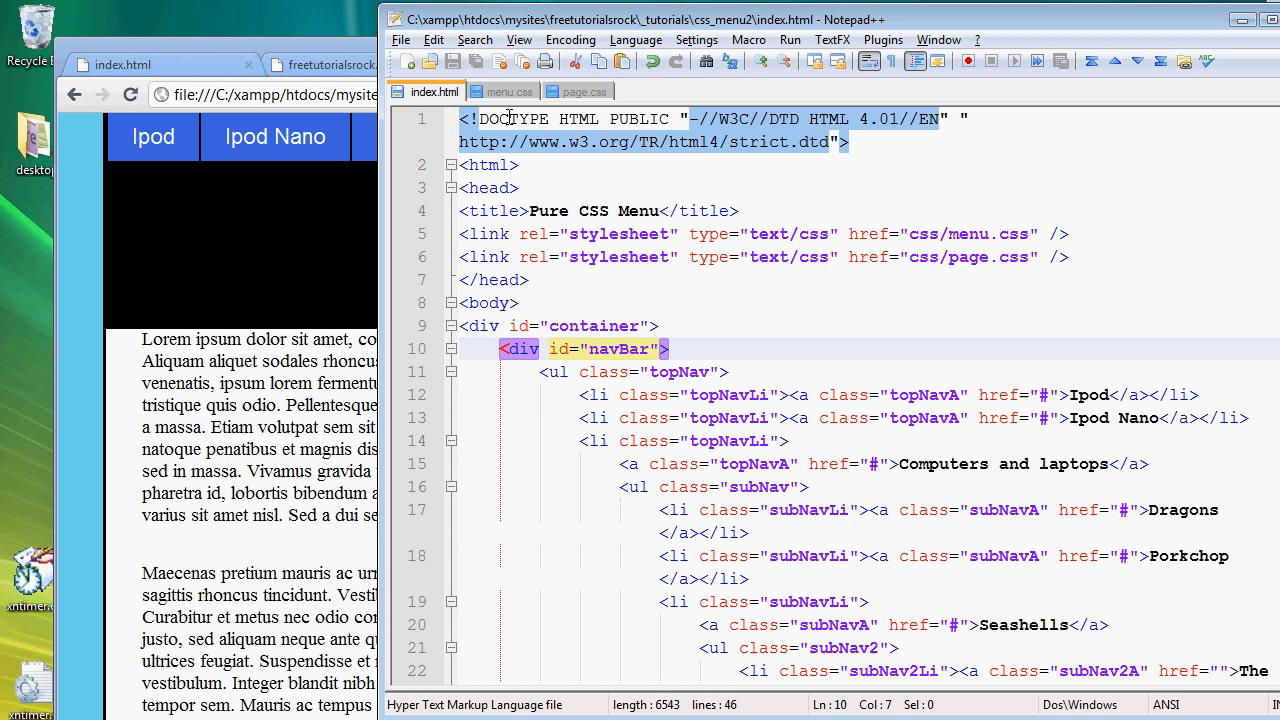 Recycle
desktop
xntimer.e
xntimer.
index.html
freetutorialsrock.
file:///C:/xampp/htdocs/mysites
Ipod
Ipod Nano
Lorem ipsum dolor sit amet, co
Aliquam aliquet sodales rhoncus
venenatis, ipsum lorem fermentu
tristique quis odio. Pellentesque
a massa. Etiam volutpat sem sit
natoque penatibus et magnis dis
sed in massa. Vivamus gravida
pharetra id, lobortis bibendum a
varius sit amet nisl. Sed a dui se
Maecenas pretium mauris ac urn
sagittis rhoncus tincidunt. Vestib
Curabitur et metus nec odio con
justo, sed aliquam neque ante qu
ultrices feugiat. Suspendisse et
vestibulum. Integer blandit nibh
tempor sem. Mauris ac tempus
C:\xampp\htdocs\mysites\freetutorialsrock\_tutorials\css_menu2\index.html - Notepad++
File Edit Search View Encoding Language Settings Macro Run TextFX Plugins Window ?
index.html menu.css page.css
1 <!DOCTYPE HTML PUBLIC "-//W3C//DTD HTML 4.01//EN" "
http://www.w3.org/TR/html4/strict.dtd">
2 <html>
3 <head>
4 <title>Pure CSS Menu</title>
5 <link rel="stylesheet" type="text/css" href="css/menu.css" />
6 <link rel="stylesheet" type="text/css" href="css/page.css" />
7 </head>
8 <body>
9 <div id="container">
10 <div id="navBar">
11 <ul class="topNav">
12 <li class="topNavLi"><a class="topNavA" href="#">Ipod</a></li>
13 <li class="topNavLi"><a class="topNavA" href="#">Ipod Nano</a></li>
14 <li class="topNavLi">
15 <a class="topNavA" href="#">Computers and laptops</a>
16 <ul class="subNav">
17 <li class="subNavLi"><a class="subNavA" href="#">Dragons
</a></li>
18 <li class="subNavLi"><a class="subNavA" href="#">Porkchop
</a></li>
19 <li class="subNavLi">
20 <a class="subNavA" href="#">Seashells</a>
21 <ul class="subNav2">
22 <li class="subNav2Li"><a class="subNav2A" href="">The
Hyper Text Markup Language file length : 6543 lines : 46 Ln : 10 Col : 7 Sel : 0 Dos\Windows ANSI